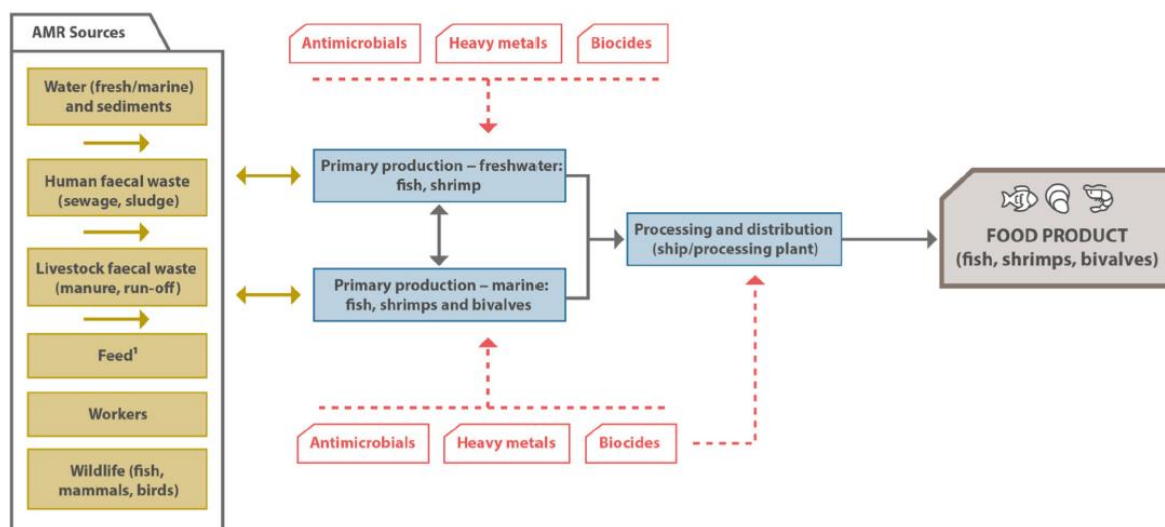 AMR Sources
Water (fresh/marine)
and sediments
Human faecal waste
(sewage, sludge)
Livestock faecal waste
(manure, run-off)
Feed¹
Workers
Wildlife (fish,
mammals, birds)
Antimicrobials
Heavy metals
Biocides
Primary production – freshwater:
fish, shrimp
Primary production – marine:
fish, shrimps and bivalves
Antimicrobials
Heavy metals
Biocides
Processing and distribution
(ship/processing plant)
FOOD PRODUCT
(fish, shrimps, bivalves)